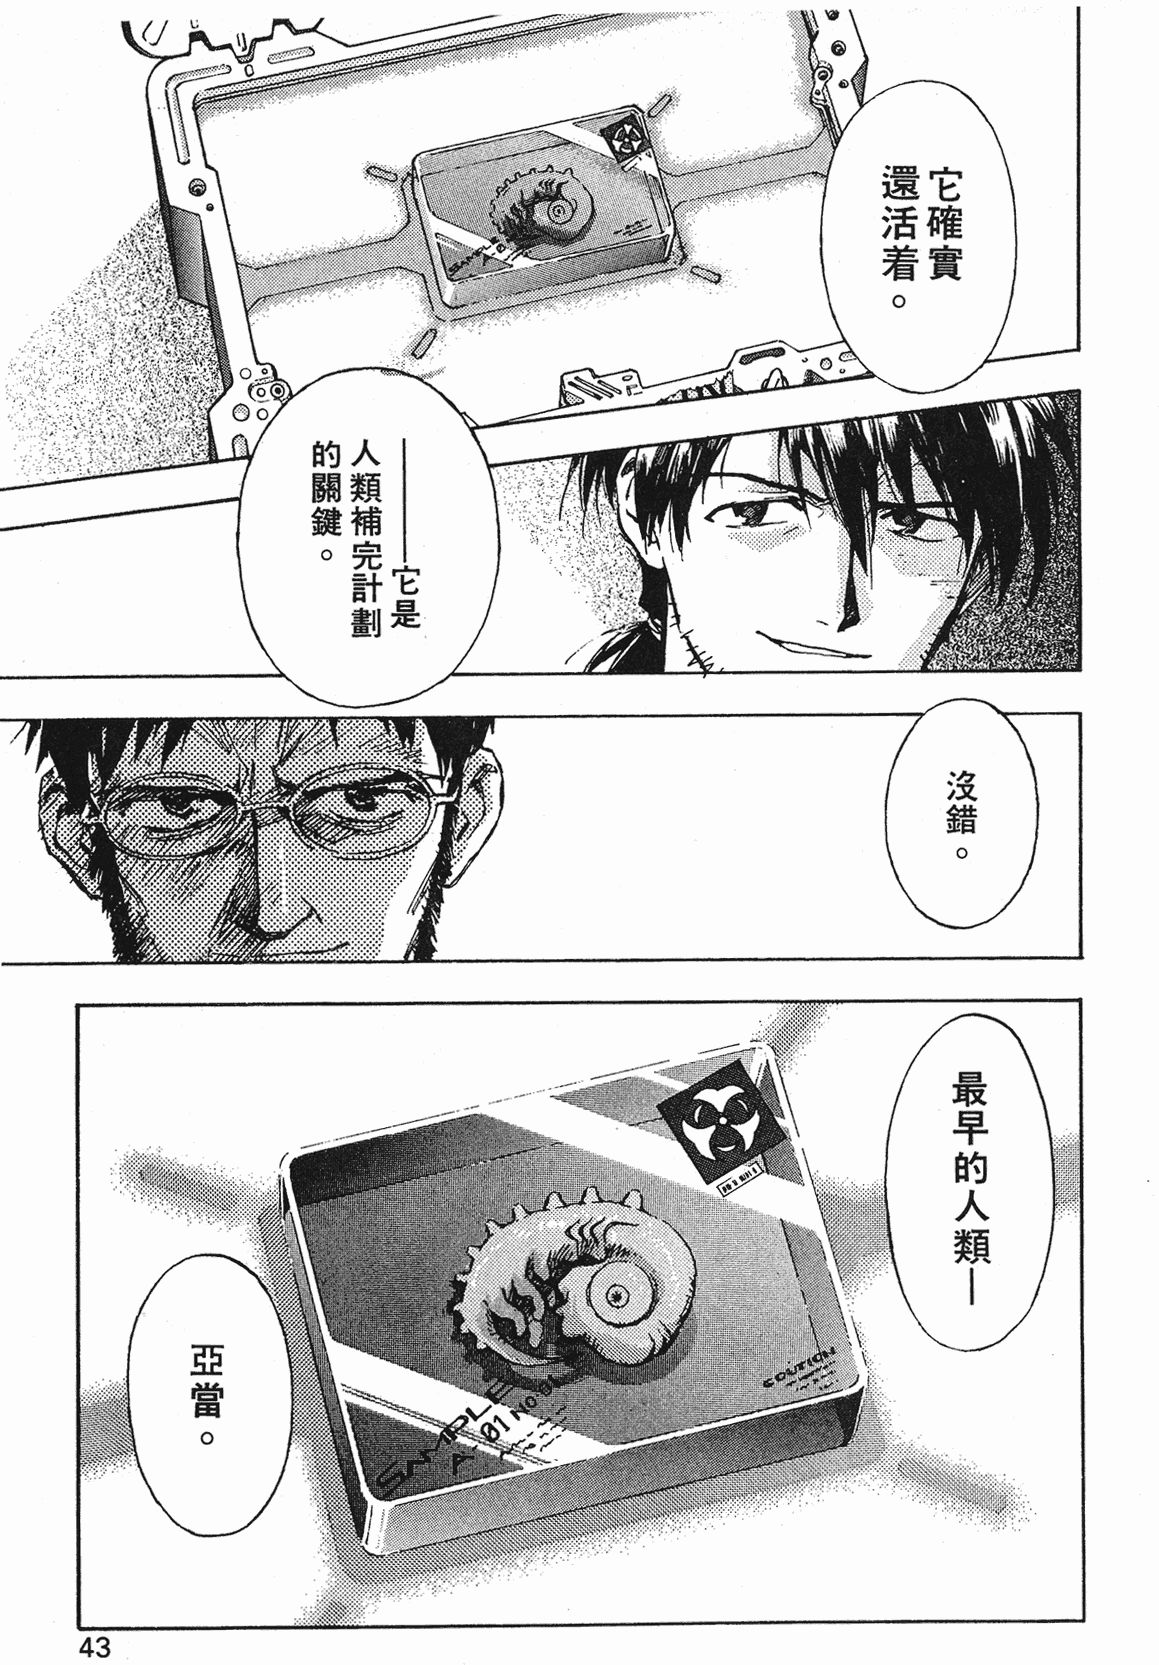 它確實
還活着。
SAMPLE
———它是
人類補完計劃
的關鍵。
沒錯。
最早的人類—
亞當。
CAUTION
SAMPLE
A 01 NO 01
43